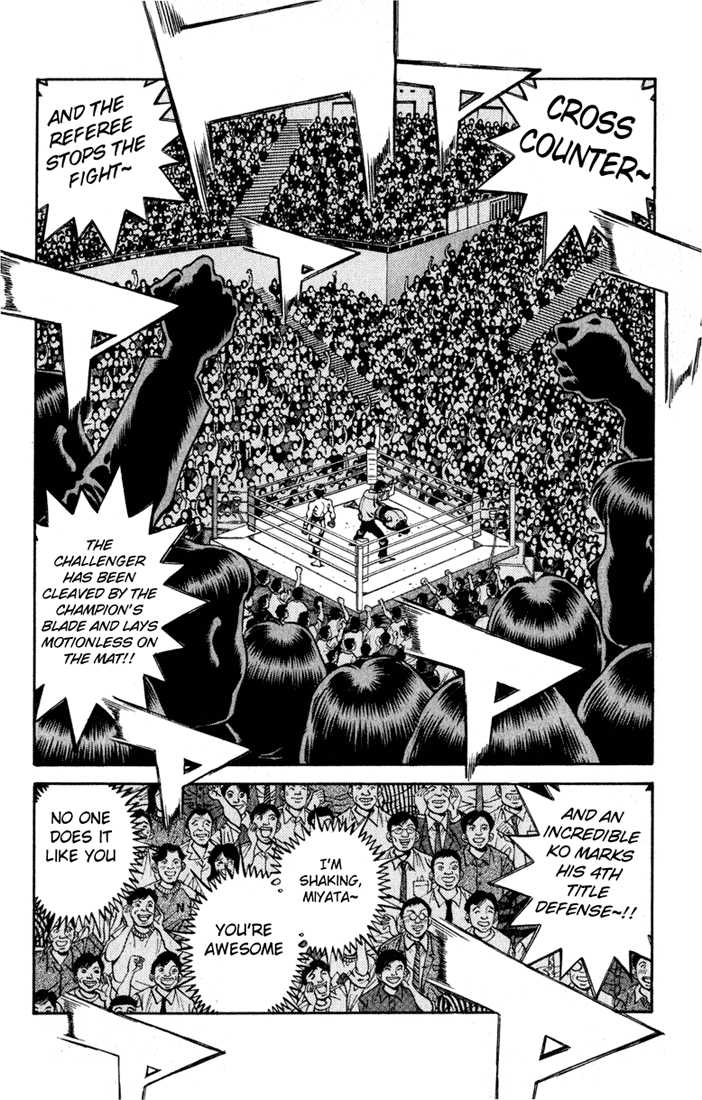 CROSS
COUNTER~
AND THE
REFEREE
STOPS THE
FIGHT~
THE
CHALLENGER
HAS BEEN
CLEAVED BY THE
CHAMPION'S
BLADE AND LAYS
MOTIONLESS ON
THE MAT!!
AND AN
INCREDIBLE
KO MARKS
HIS 4TH
TITLE
DEFENSE~!!
I'M
SHAKING,
MIYATA~
YOU'RE
AWESOME
NO ONE
DOES IT
LIKE YOU